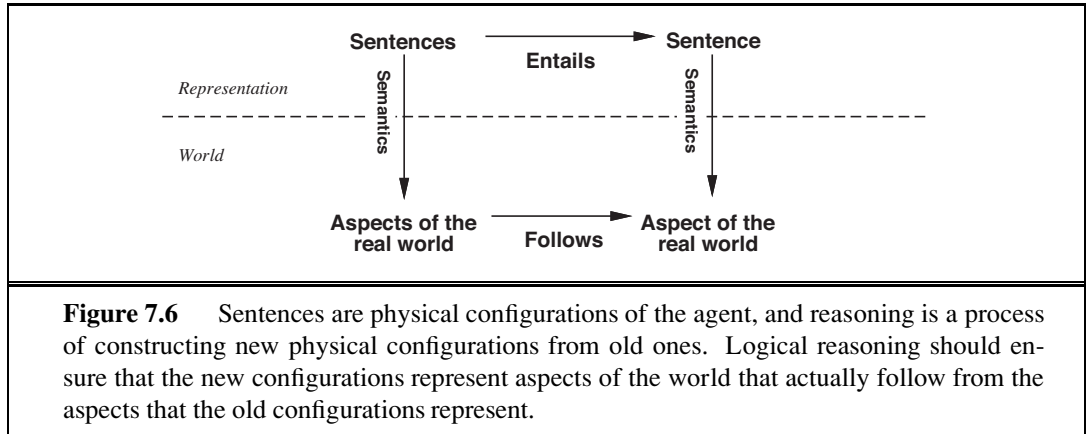 Sentences
Sentence
Entails
Semantics
Semantics
Representation
World
Aspects of the
real world
Follows
Aspect of the
real world
Figure 7.6 Sentences are physical configurations of the agent, and reasoning is a process
of constructing new physical configurations from old ones. Logical reasoning should en-
sure that the new configurations represent aspects of the world that actually follow from the
aspects that the old configurations represent.